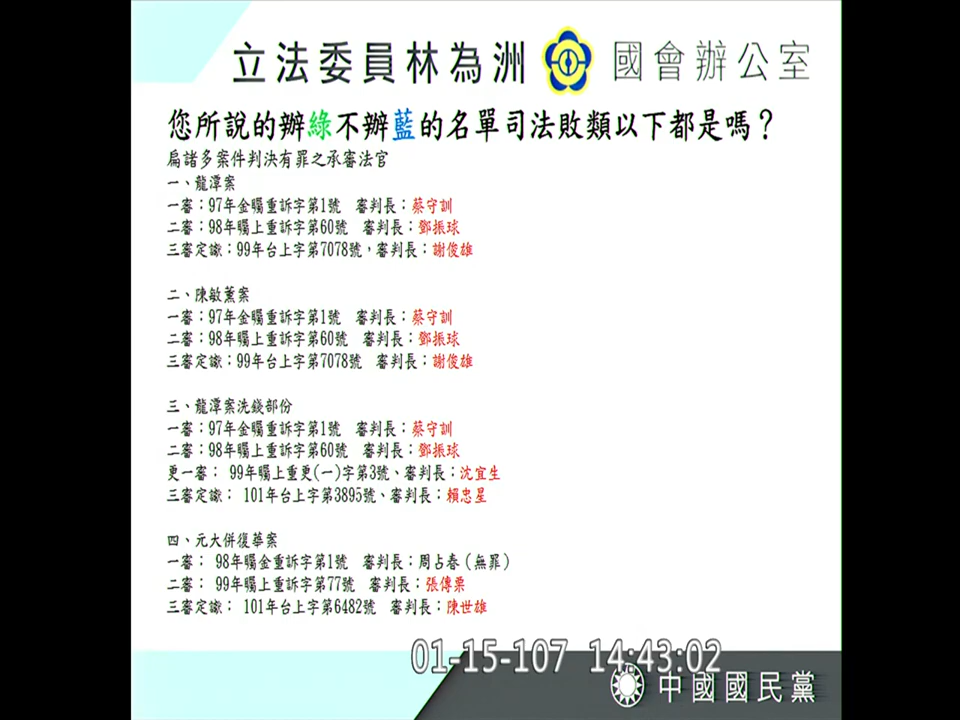 立法委員林為洲 國會辦公室
您所說的辦綠不辦藍的名單司法敗類以下都是嗎？
扁諸多案件判決有罪之承審法官
一、龍潭案
一審：97年金矚重訴字第1號 審判長：蔡守訓
二審：98年矚上重訴字第60號 審判長：鄧振球
三審定讞：99年台上字第7078號，審判長：謝俊雄
二、陳敏薰案
一審：97年金矚重訴字第1號 審判長：蔡守訓
二審：98年矚上重訴字第60號 審判長：鄧振球
三審定讞：99年台上字第7078號 審判長：謝俊雄
三、龍潭案洗錢部份
一審：97年金矚重訴字第1號 審判長：蔡守訓
二審：98年矚上重訴字第60號 審判長：鄧振球
更一審： 99年矚上重更(一)字第3號、審判長：沈宜生
三審定讞： 101年台上字第3895號、審判長：賴忠星
四、元大併復華案
一審： 98年矚金重訴字第1號 審判長：周占春（無罪）
二審： 99年矚上重訴字第77號 審判長：張傳栗
三審定讞： 101年台上字第6482號 審判長：陳世雄
01-15-107 14:43:02
中國國民黨